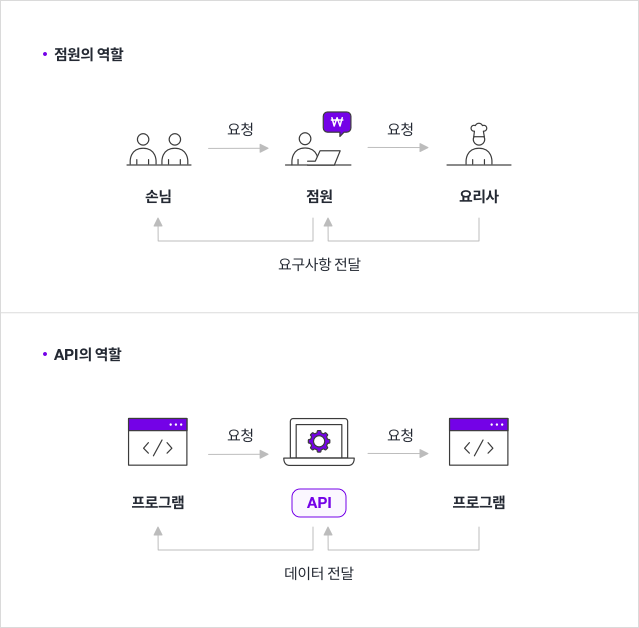 • 점원의 역할
요청 ₩ 요청
손님 점원 요리사
요구사항 전달
• API의 역할
</> 요청 요청 </>
프로그램 API 프로그램
데이터 전달